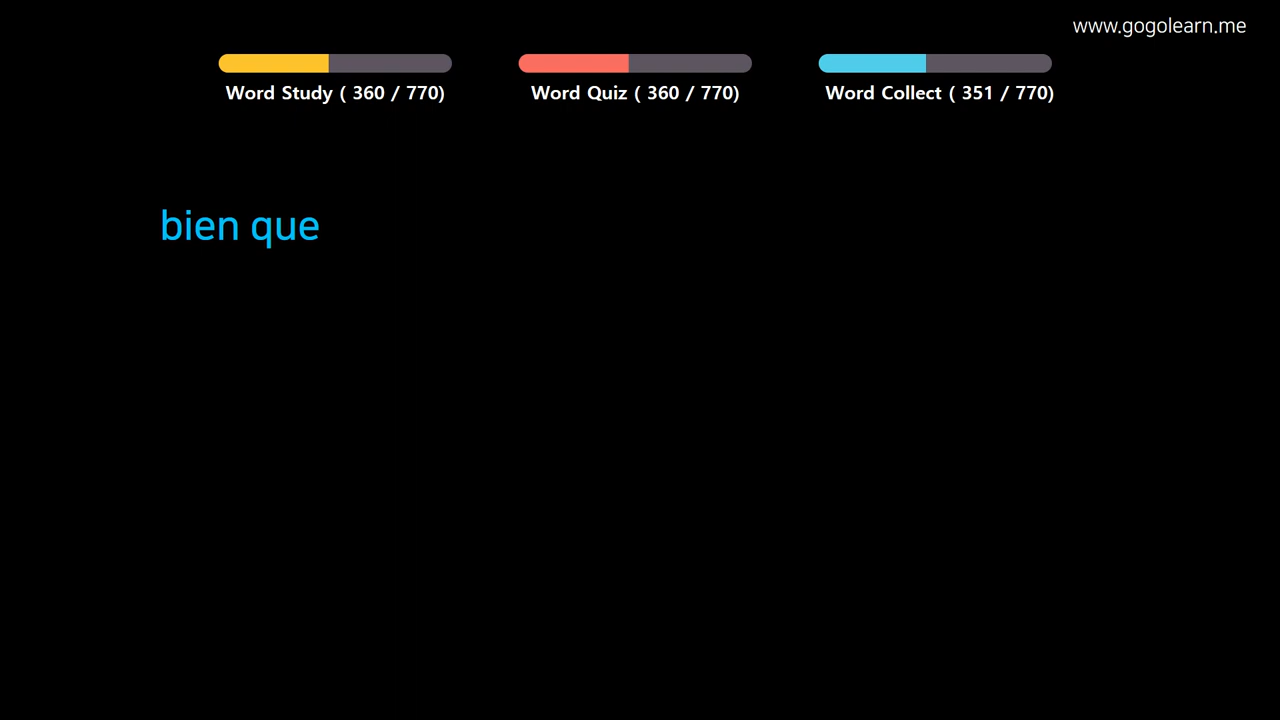 www.gogolearn.me
Word Study ( 360 / 770)
Word Quiz ( 360 / 770)
Word Collect ( 351 / 770)
bien que